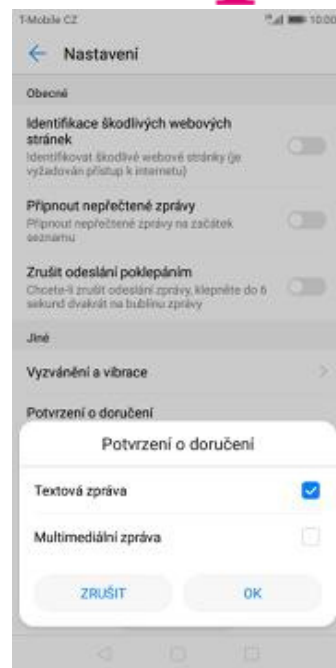 T-Mobile CZ
10:00
Nastavení
Obecné
Identifikace škodlivých webových
stránek
Identifikovat škodlivé webové stránky (je
vyžadován přístup k internetu)
Připnout nepřečtené zprávy
Připnout nepřečtené zprávy na začátek
seznamu
Zrušit odeslání poklepáním
Chcete-li zrušit odeslání zprávy, klepněte do 6
sekund dvakrát na bublinu zprávy
Jiné
Vyzvánění a vibrace
Potvrzení o doručení
Potvrzení o doručení
Textová zpráva
Multimediální zpráva
ZRUŠIT
OK